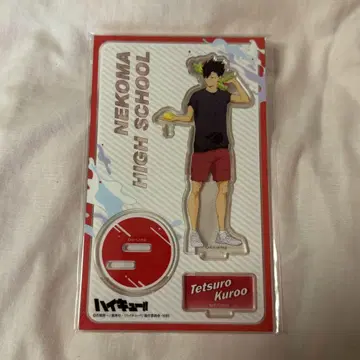 NEKOMA
HIGH SCHOOL
Tetsuro
Kuroo
ハイキュー!!